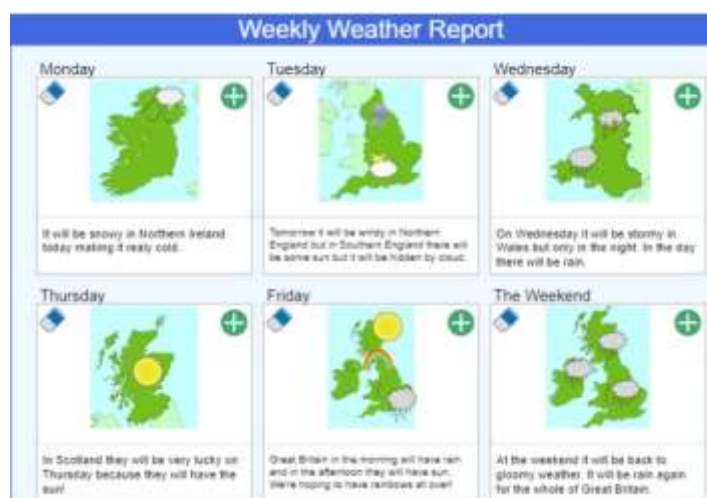 Weekly Weather Report
Monday
Tuesday
Wednesday
It will be snowy in Northern Ireland
today making it realy cold.
Tomorrow it will be windy in Northern
England but in Southern England there will
be some sun but it will be hidden by cloud.
On Wednesday it will be stormy in
Wales but only in the night. In the day
there will be rain.
Thursday
Friday
The Weekend
In Scotland they will be very lucky on
Thursday because they will have the
sun!
Great Britain in the morning will have rain
and in the afternoon they will have sun.
We're hoping to have rainbows all over!
At the weekend it will be back to
gloomy weather. It will be rain again
for the whole of Great Britain.